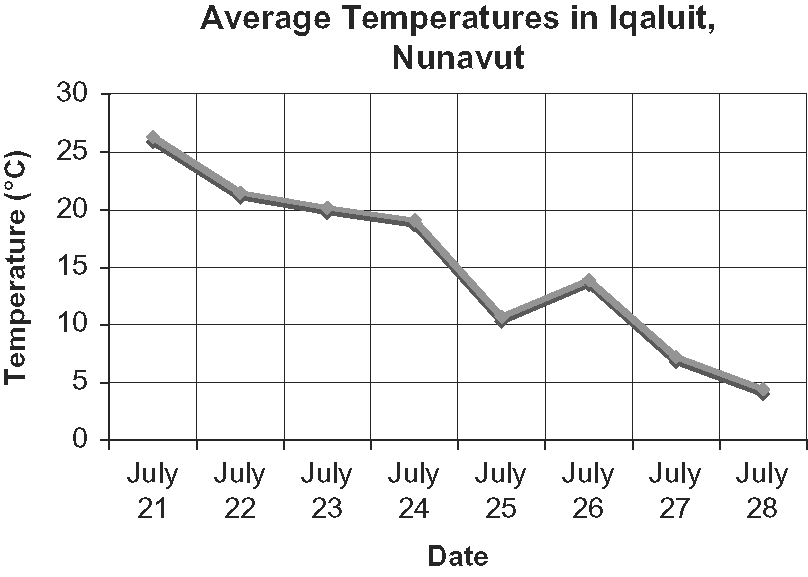 Average Temperatures in Iqaluit,
Nunavut
Temperature (°C)
30
25
20
15
10
5
0
July 21
July 22
July 23
July 24
July 25
July 26
July 27
July 28
Date